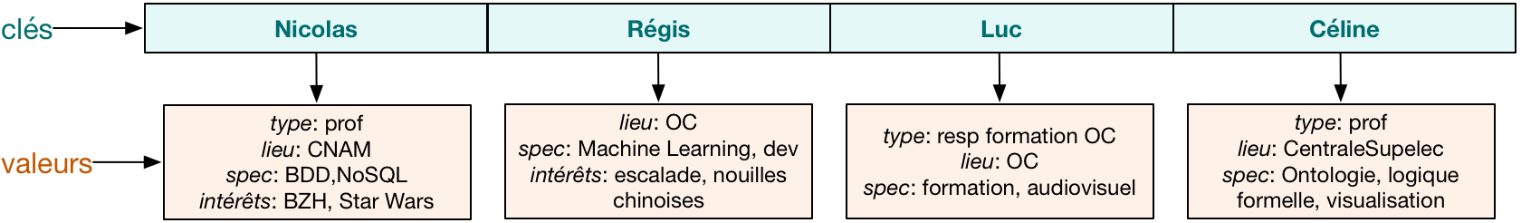 clés
Nicolas
Régis
Luc
Céline
valeurs
type: prof
lieu: CNAM
spec: BDD,NoSQL
intérêts: BZH, Star Wars
lieu: OC
spec: Machine Learning, dev
intérêts: escalade, nouilles
chinoises
type: resp formation OC
lieu: OC
spec: formation, audiovisuel
type: prof
lieu: CentraleSupelec
spec: Ontologie, logique
formelle, visualisation